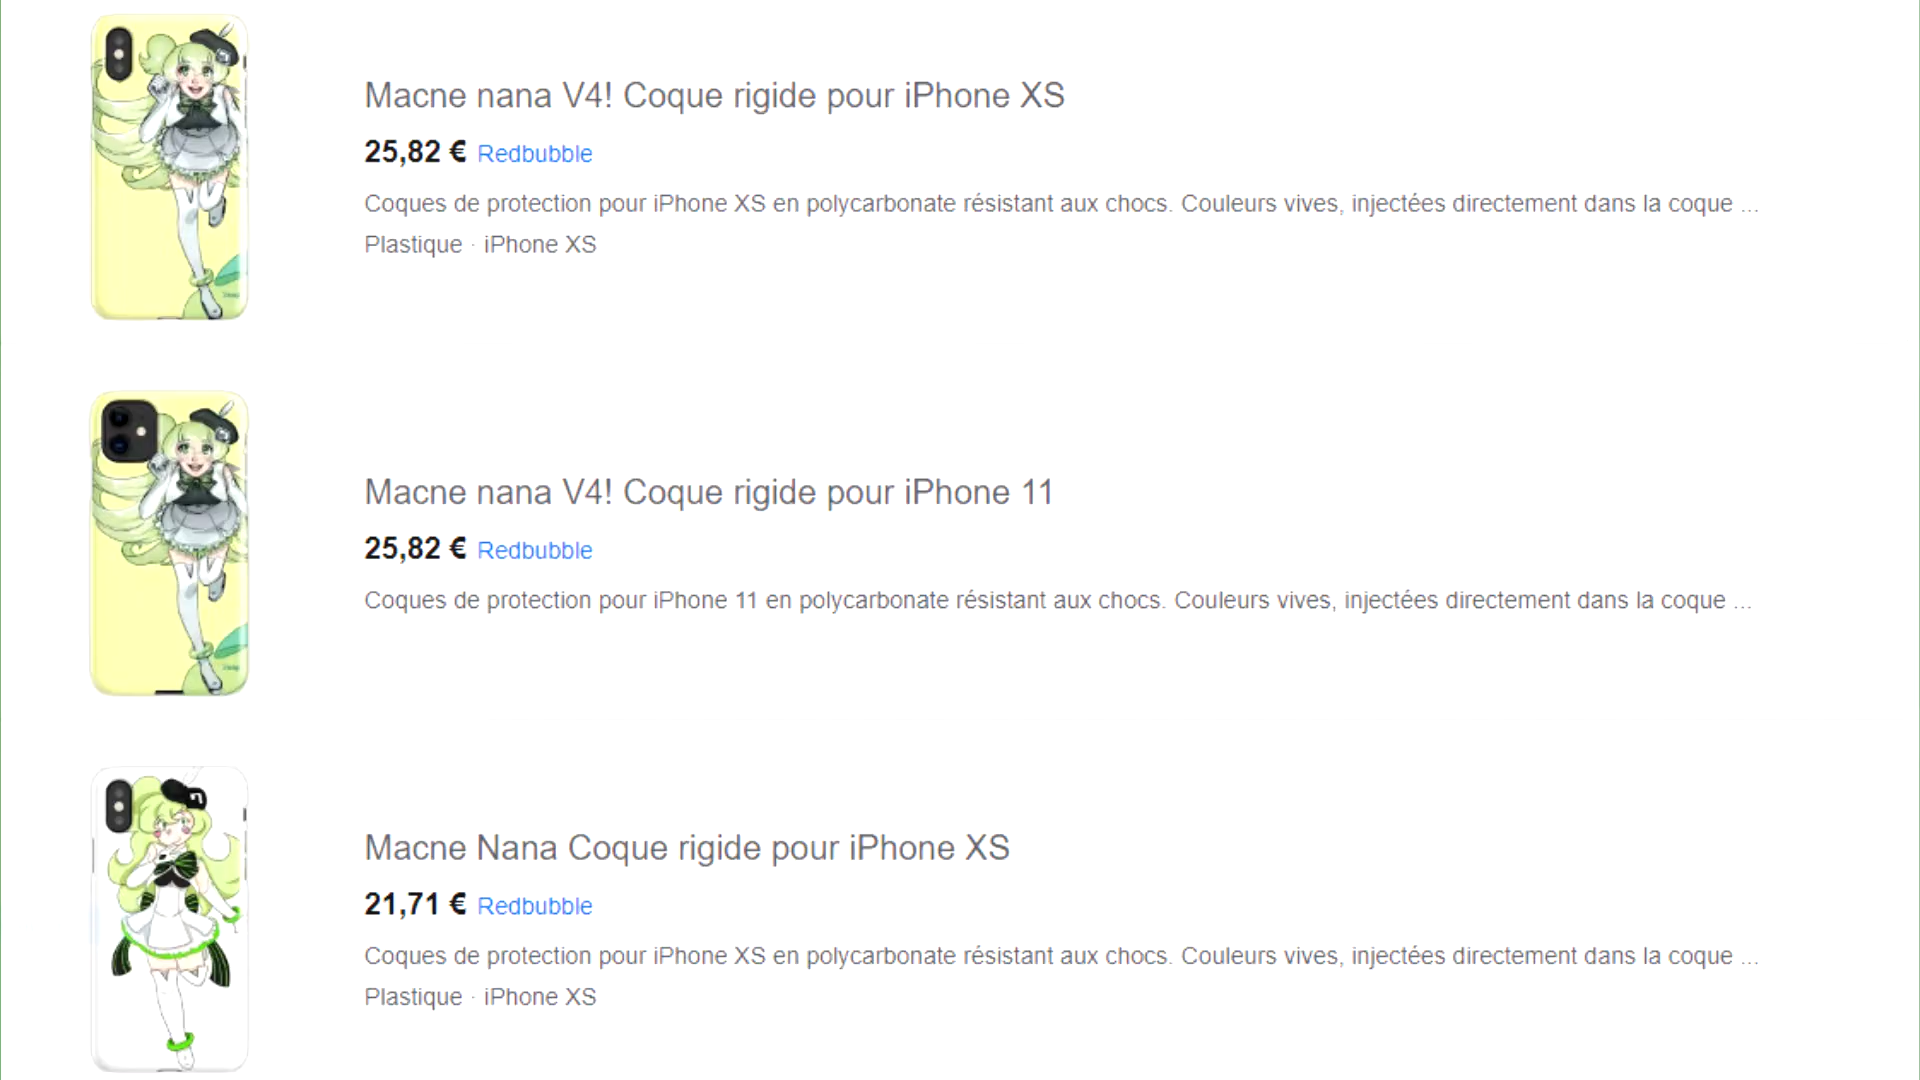 Macne nana V4! Coque rigide pour iPhone XS
25,82 € Redbubble
Coques de protection pour iPhone XS en polycarbonate résistant aux chocs. Couleurs vives, injectées directement dans la coque ...
Plastique · iPhone XS
Macne nana V4! Coque rigide pour iPhone 11
25,82 € Redbubble
Coques de protection pour iPhone 11 en polycarbonate résistant aux chocs. Couleurs vives, injectées directement dans la coque ...
Macne Nana Coque rigide pour iPhone XS
21,71 € Redbubble
Coques de protection pour iPhone XS en polycarbonate résistant aux chocs. Couleurs vives, injectées directement dans la coque ...
Plastique · iPhone XS